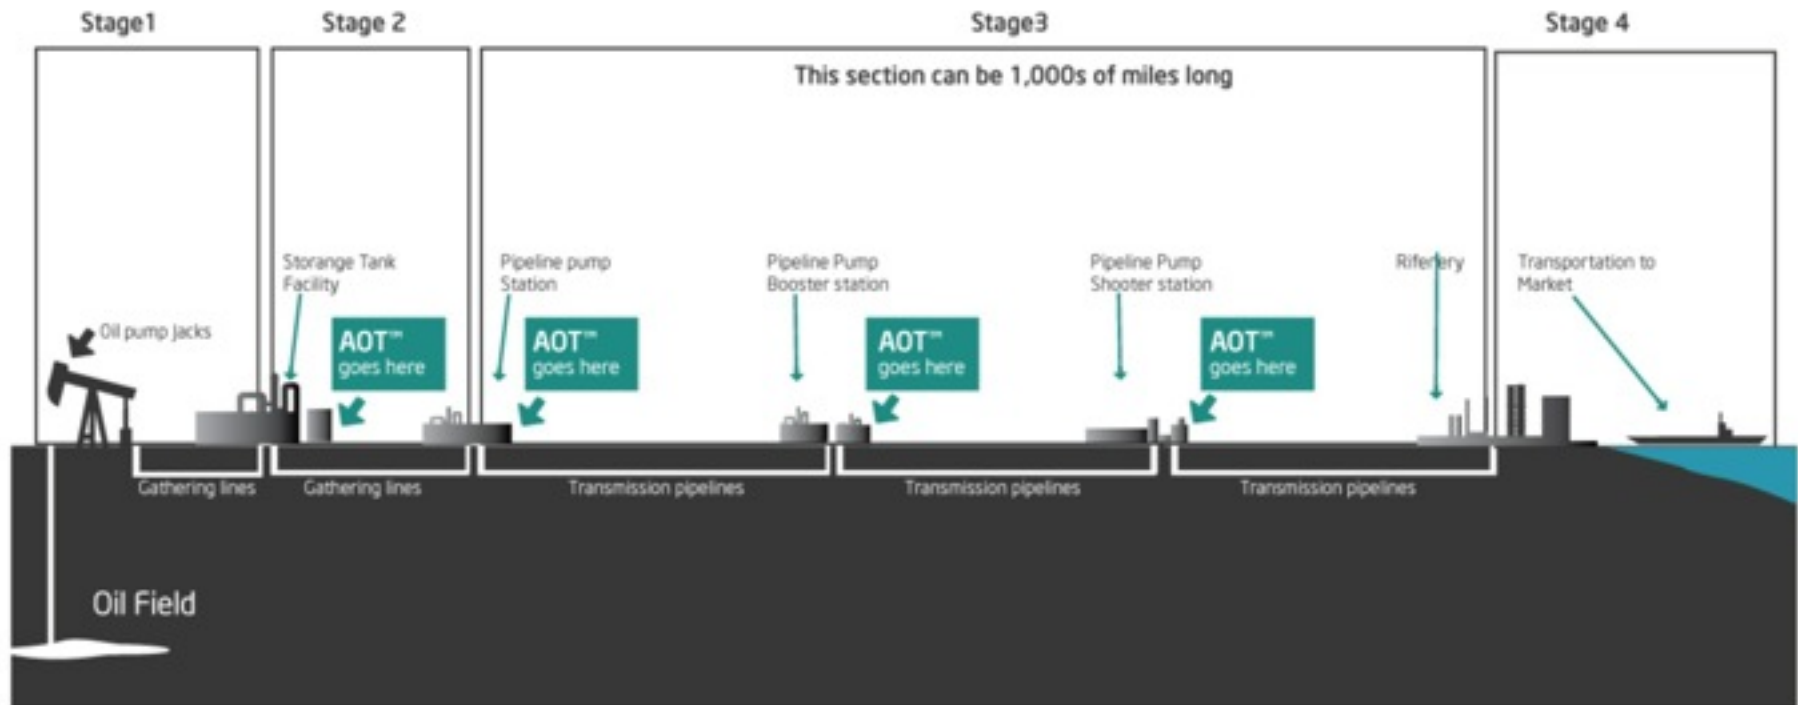 Stage1
Stage 2
Stage3
Stage 4
This section can be 1,000s of miles long
Oil pump Jacks
Storange Tank
Facility
AOT™
goes here
Pipeline pump
Station
AOT™
goes here
Pipeline Pump
Booster station
AOT™
goes here
Pipeline Pump
Shooter station
AOT™
goes here
Rifenery
Transportation to
Market
Gathering lines
Gathering lines
Transmission pipelines
Transmission pipelines
Transmission pipelines
Oil Field